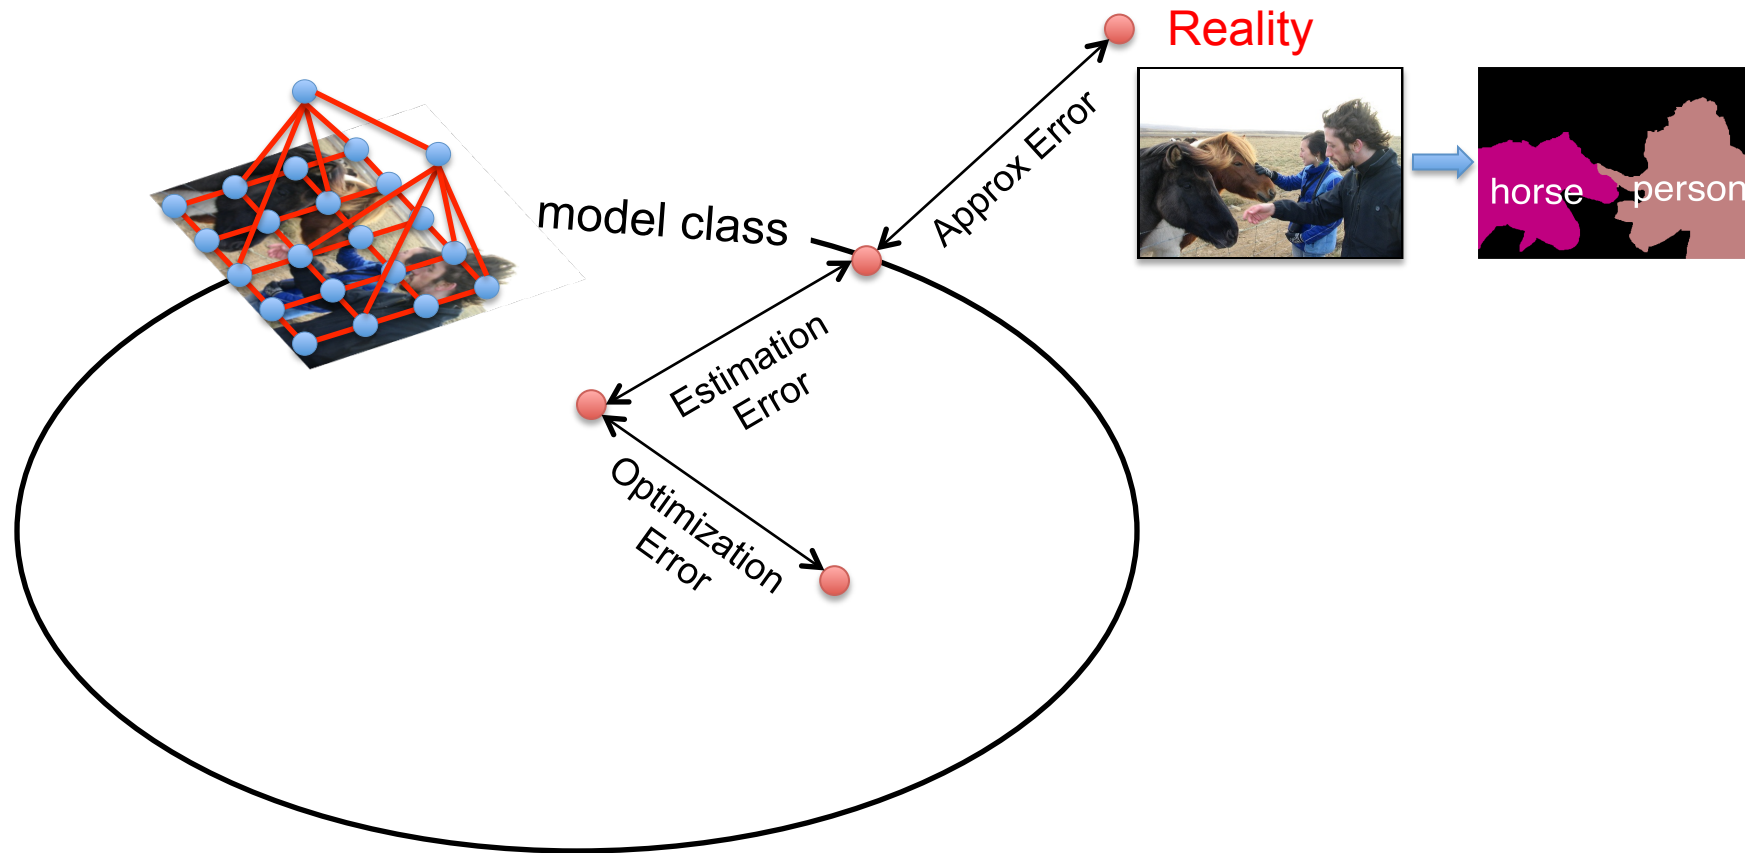 Reality
Approx Error
horse
person
model class
Estimation
Error
Optimization
Error